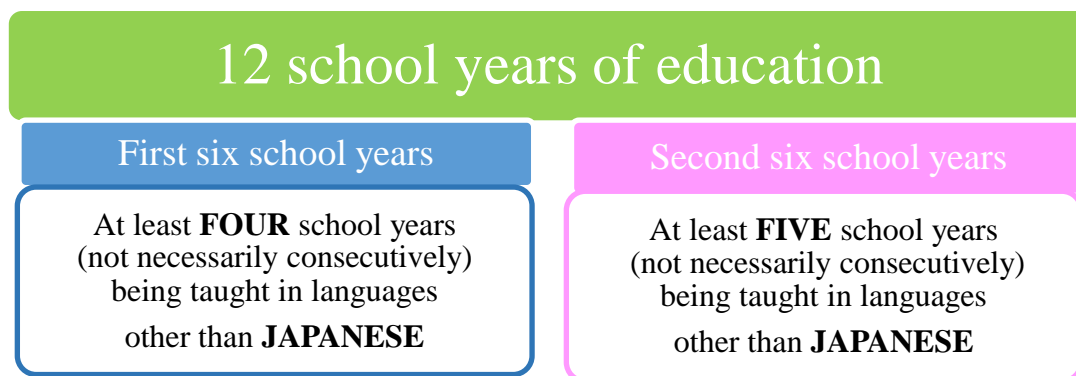 12 school years of education
First six school years
At least FOUR school years
(not necessarily consecutively)
being taught in languages
other than JAPANESE
Second six school years
At least FIVE school years
(not necessarily consecutively)
being taught in languages
other than JAPANESE